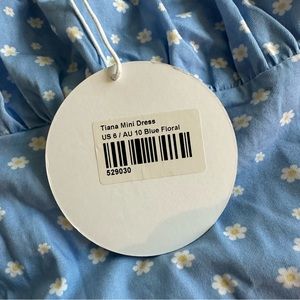 Tiana Mini Dress
US 6 / AU 10 Blue Floral
529030